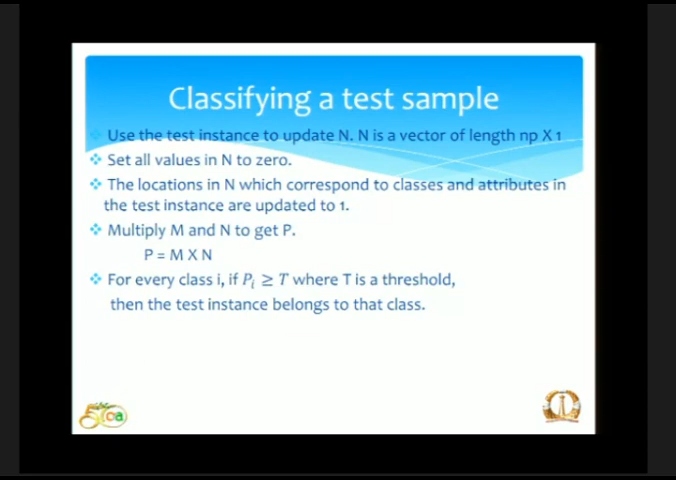 Classifying a test sample
Use the test instance to update N. N is a vector of length np X 1
Set all values in N to zero.
The locations in N which correspond to classes and attributes in
the test instance are updated to 1.
Multiply M and N to get P.
P = M X N
For every class i, if Pᵢ ≥ T where T is a threshold,
then the test instance belongs to that class.